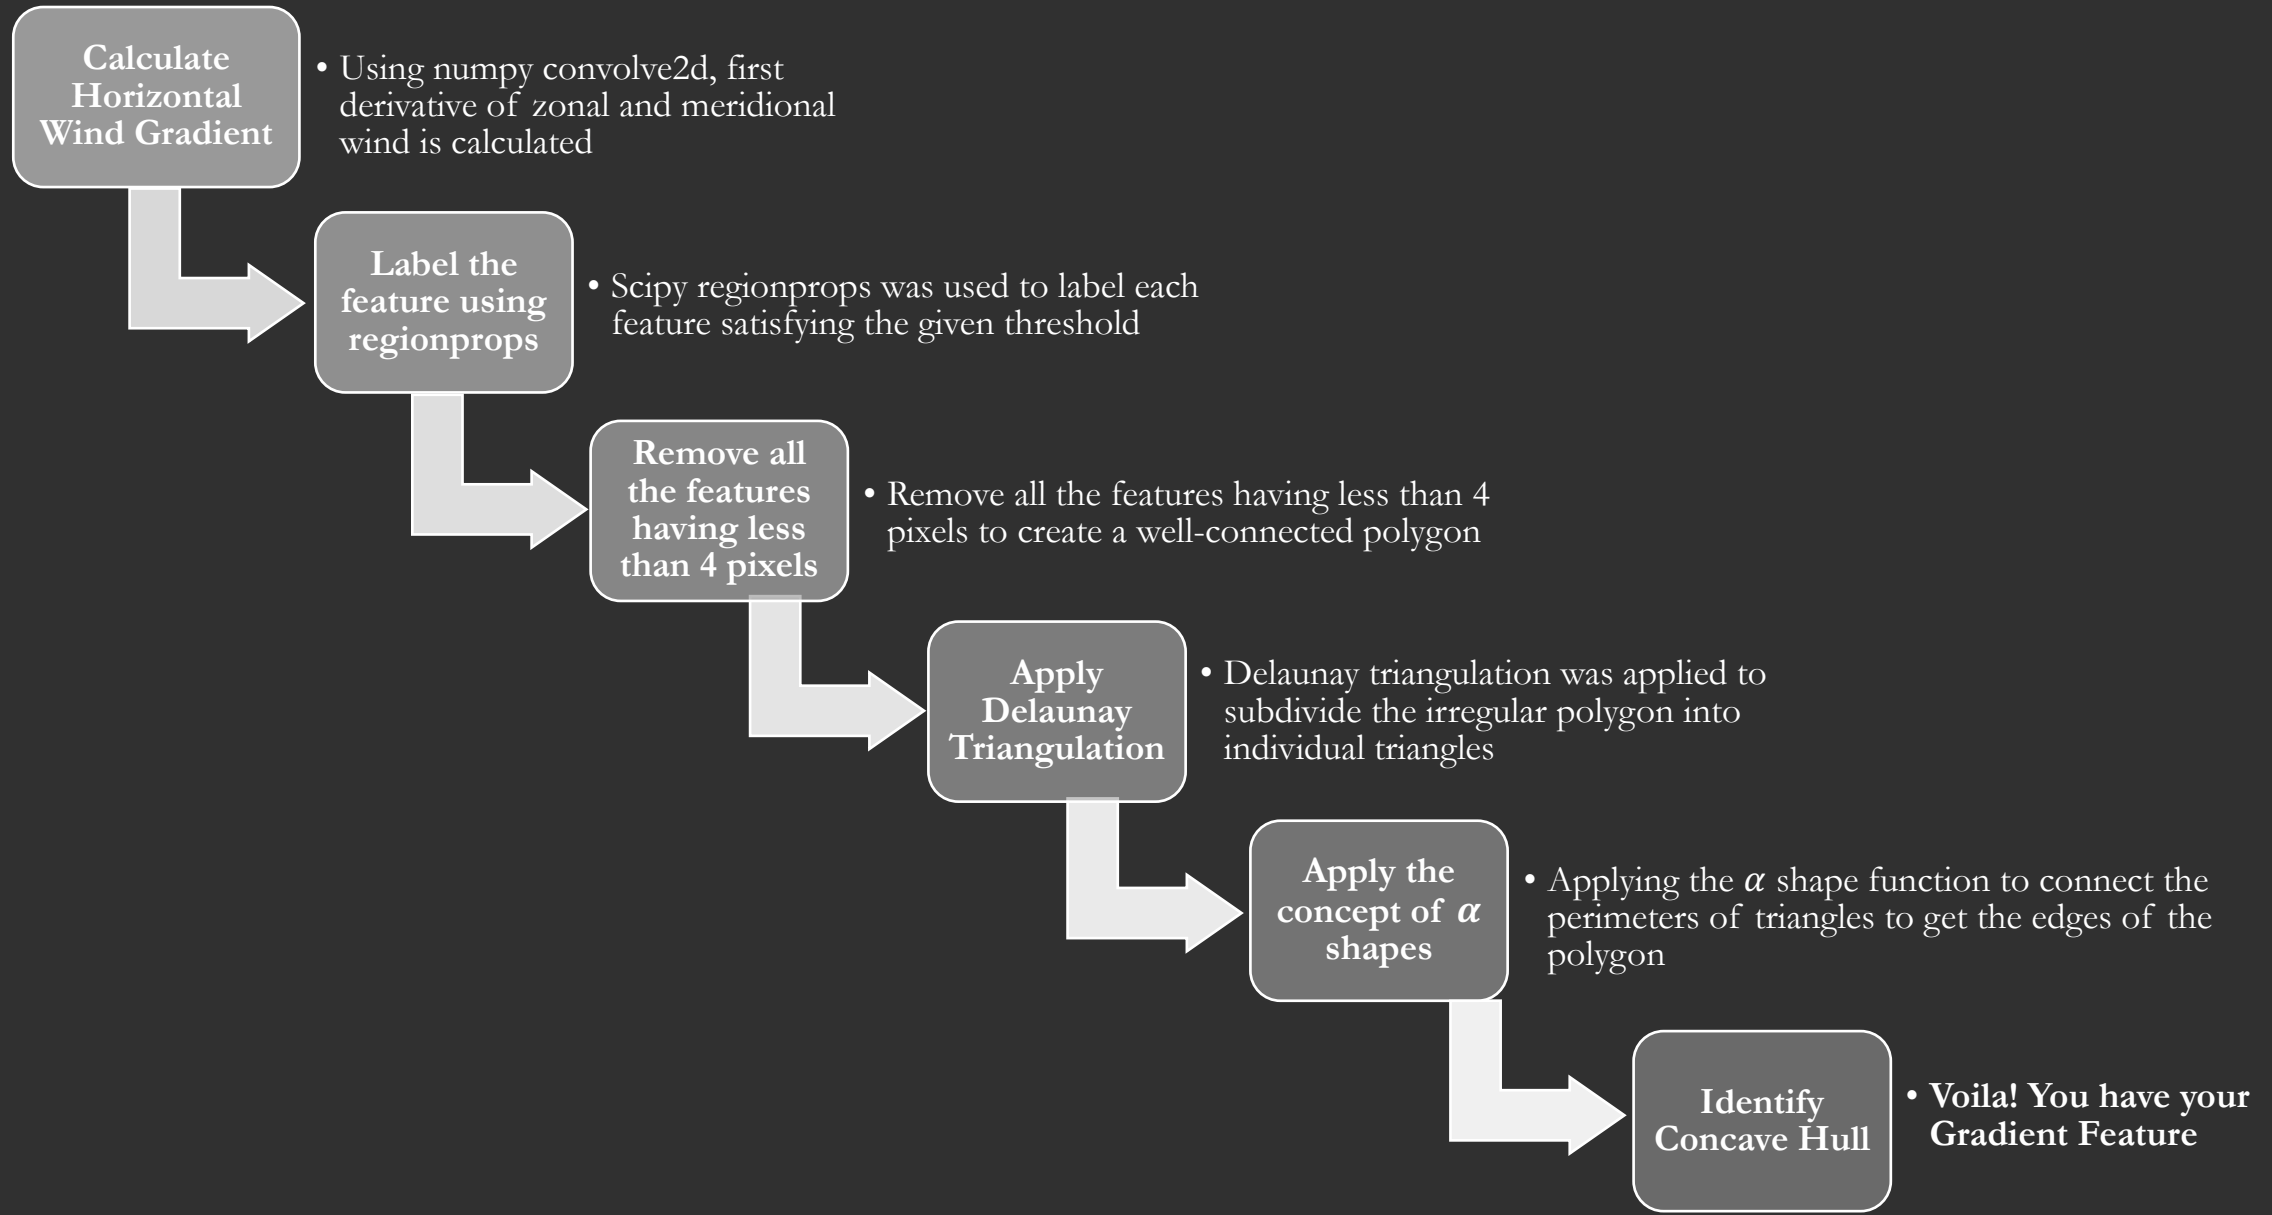 Calculate
Horizontal
Wind Gradient
• Using numpy convolve2d, first
derivative of zonal and meridional
wind is calculated
Label the
feature using
regionprops
• Scipy regionprops was used to label each
feature satisfying the given threshold
Remove all
the features
having less
than 4 pixels
• Remove all the features having less than 4
pixels to create a well-connected polygon
Apply
Delaunay
Triangulation
• Delaunay triangulation was applied to
subdivide the irregular polygon into
individual triangles
Apply the
concept of α
shapes
• Applying the α shape function to connect the
perimeters of triangles to get the edges of the
polygon
Identify
Concave Hull
• Voila! You have your
Gradient Feature